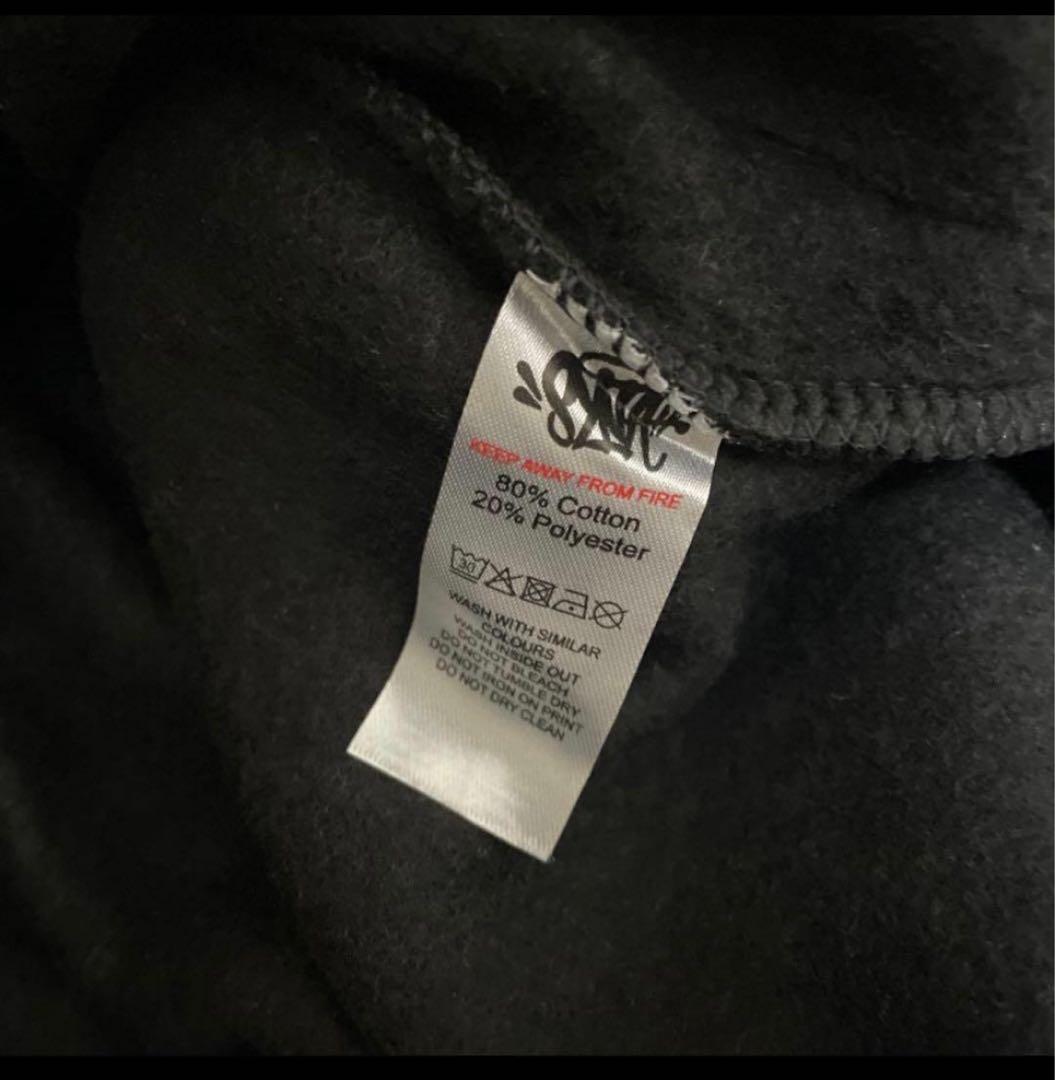 KEEP AWAY FROM FIRE
80% Cotton
20% Polyester
30
WASH WITH SIMILAR
COLOURS
WASH INSIDE OUT
DO NOT BLEACH
DO NOT TUMBLE DRY
DO NOT IRON ON PRINT
DO NOT DRY CLEAN